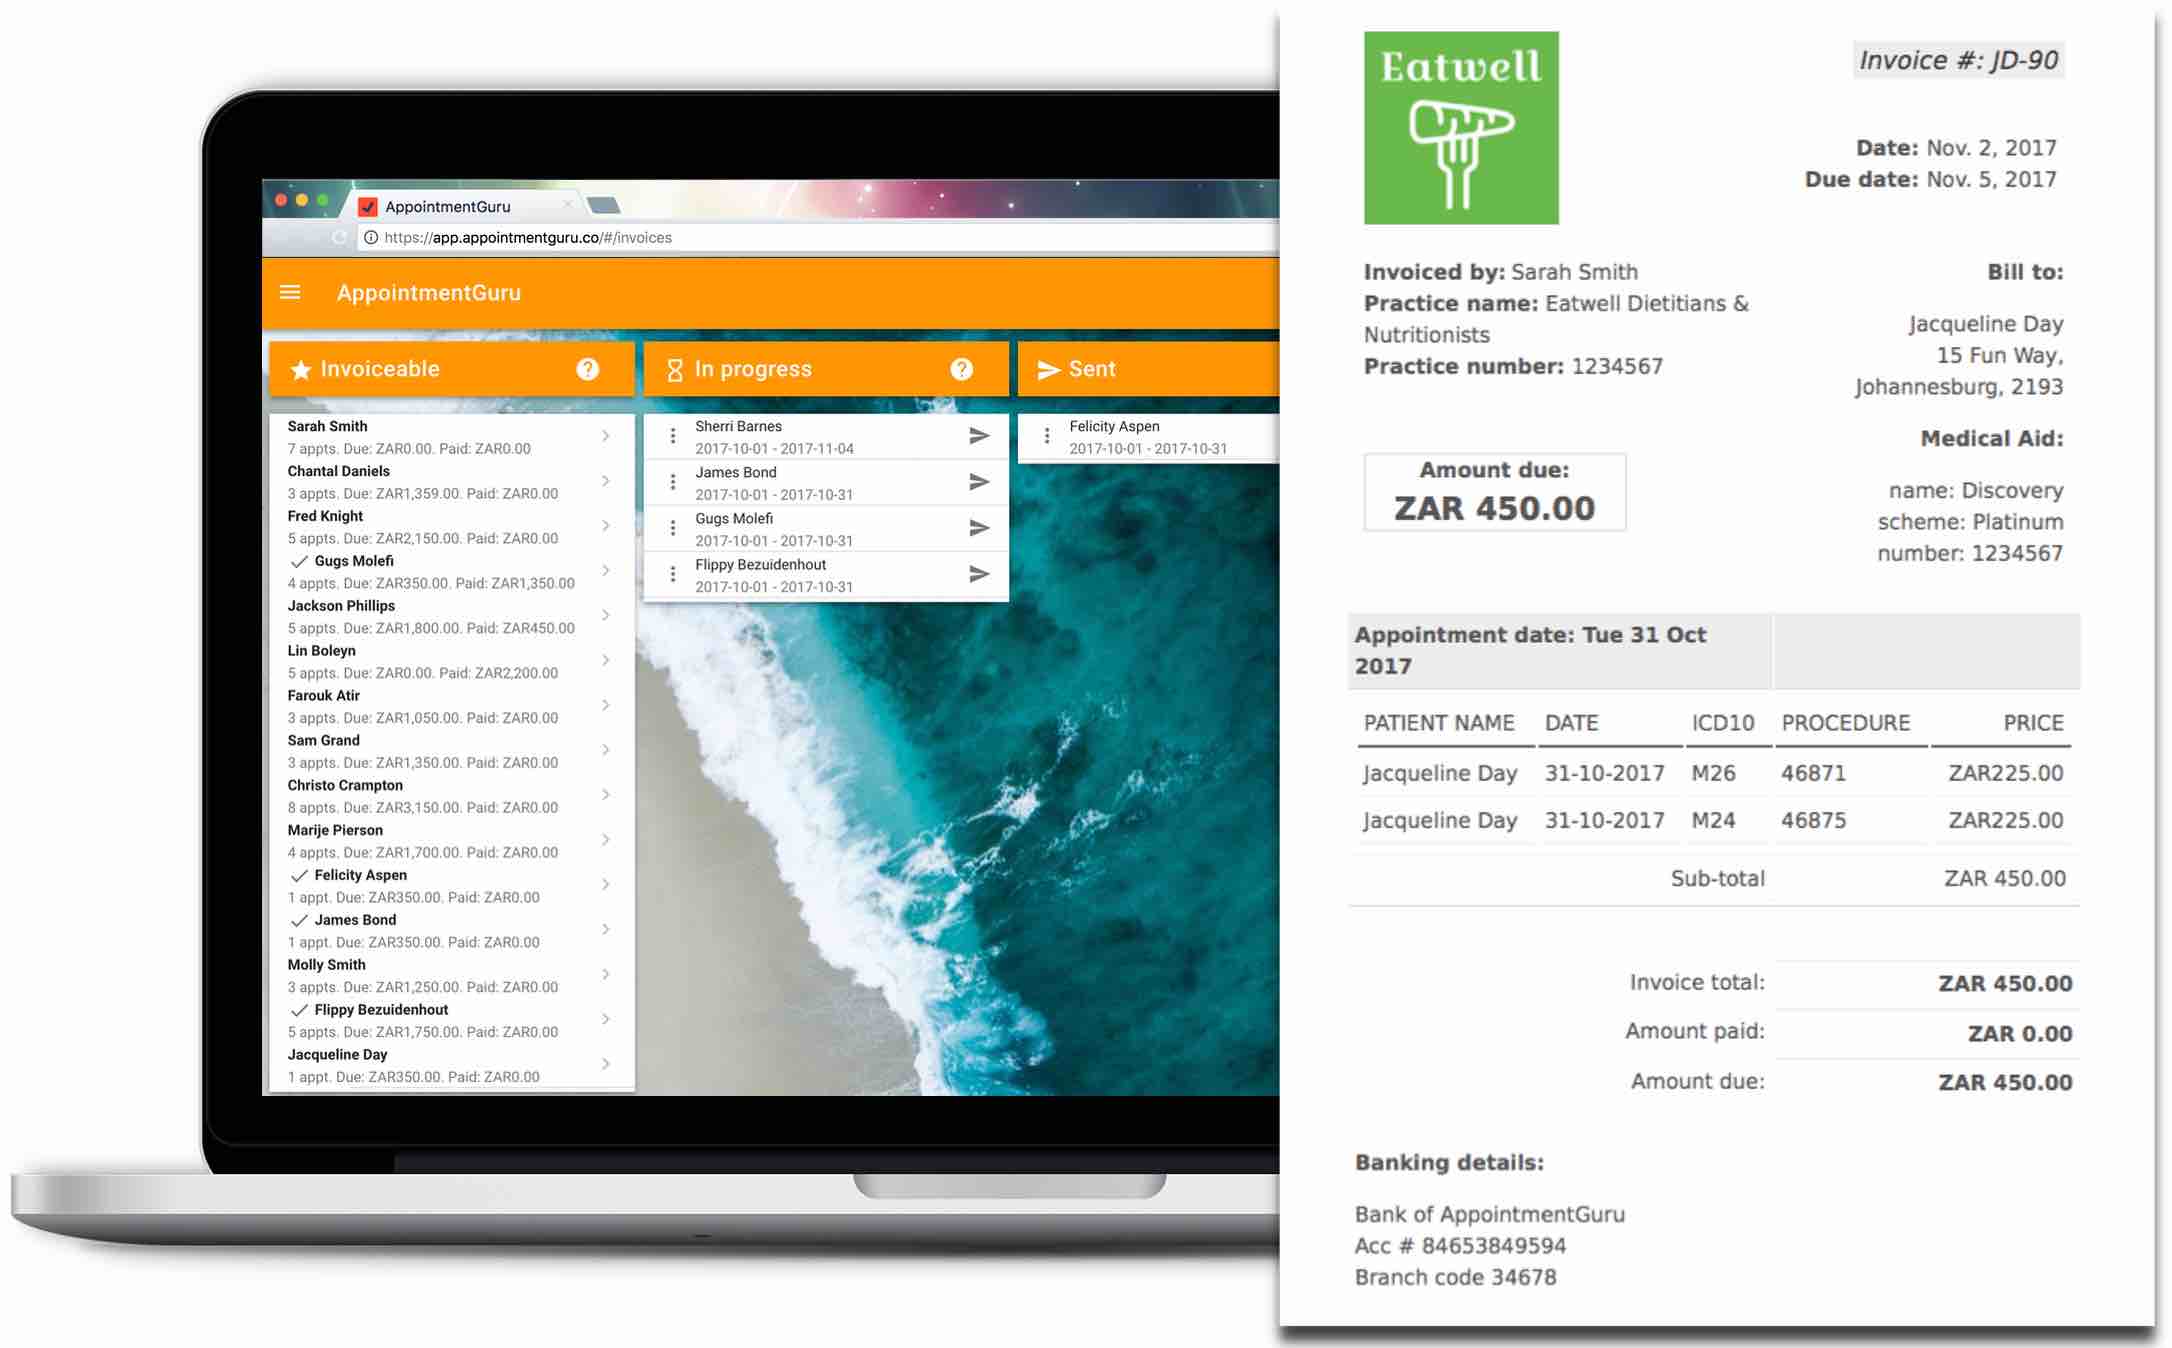 AppointmentGuru
https://app.appointmentguru.co/#/invoices
AppointmentGuru
Invoiceable
?
In progress
?
Sent
Sarah Smith
7 appts. Due: ZAR0.00. Paid: ZAR0.00
Chantal Daniels
3 appts. Due: ZAR1,359.00. Paid: ZAR0.00
Fred Knight
5 appts. Due: ZAR2,150.00. Paid: ZAR0.00
Gugs Molefi
4 appts. Due: ZAR350.00. Paid: ZAR1,350.00
Jackson Phillips
5 appts. Due: ZAR1,800.00. Paid: ZAR450.00
Lin Boleyn
5 appts. Due: ZAR0.00. Paid: ZAR2,200.00
Farouk Atir
3 appts. Due: ZAR1,050.00. Paid: ZAR0.00
Sam Grand
3 appts. Due: ZAR1,350.00. Paid: ZAR0.00
Christo Crampton
8 appts. Due: ZAR3,150.00. Paid: ZAR0.00
Marije Pierson
4 appts. Due: ZAR1,700.00. Paid: ZAR0.00
Felicity Aspen
1 appt. Due: ZAR350.00. Paid: ZAR0.00
James Bond
1 appt. Due: ZAR350.00. Paid: ZAR0.00
Molly Smith
3 appts. Due: ZAR1,250.00. Paid: ZAR0.00
Flippy Bezuidenhout
5 appts. Due: ZAR1,750.00. Paid: ZAR0.00
Jacqueline Day
1 appt. Due: ZAR350.00. Paid: ZAR0.00
Sherri Barnes
2017-10-01 - 2017-11-04
James Bond
2017-10-01 - 2017-10-31
Gugs Molefi
2017-10-01 - 2017-10-31
Flippy Bezuidenhout
2017-10-01 - 2017-10-31
Felicity Aspen
2017-10-01 - 2017-10-31
Eatwell
Invoice #: JD-90
Date: Nov. 2, 2017
Due date: Nov. 5, 2017
Invoiced by: Sarah Smith
Practice name: Eatwell Dietitians &
Nutritionists
Practice number: 1234567
Bill to:
Jacqueline Day
15 Fun Way,
Johannesburg, 2193
Medical Aid:
name: Discovery
scheme: Platinum
number: 1234567
Amount due:
ZAR 450.00
Appointment date: Tue 31 Oct
2017
PATIENT NAME DATE ICD10 PROCEDURE PRICE
Jacqueline Day 31-10-2017 M26 46871 ZAR225.00
Jacqueline Day 31-10-2017 M24 46875 ZAR225.00
Sub-total ZAR 450.00
Invoice total: ZAR 450.00
Amount paid: ZAR 0.00
Amount due: ZAR 450.00
Banking details:
Bank of AppointmentGuru
Acc # 84653849594
Branch code 34678